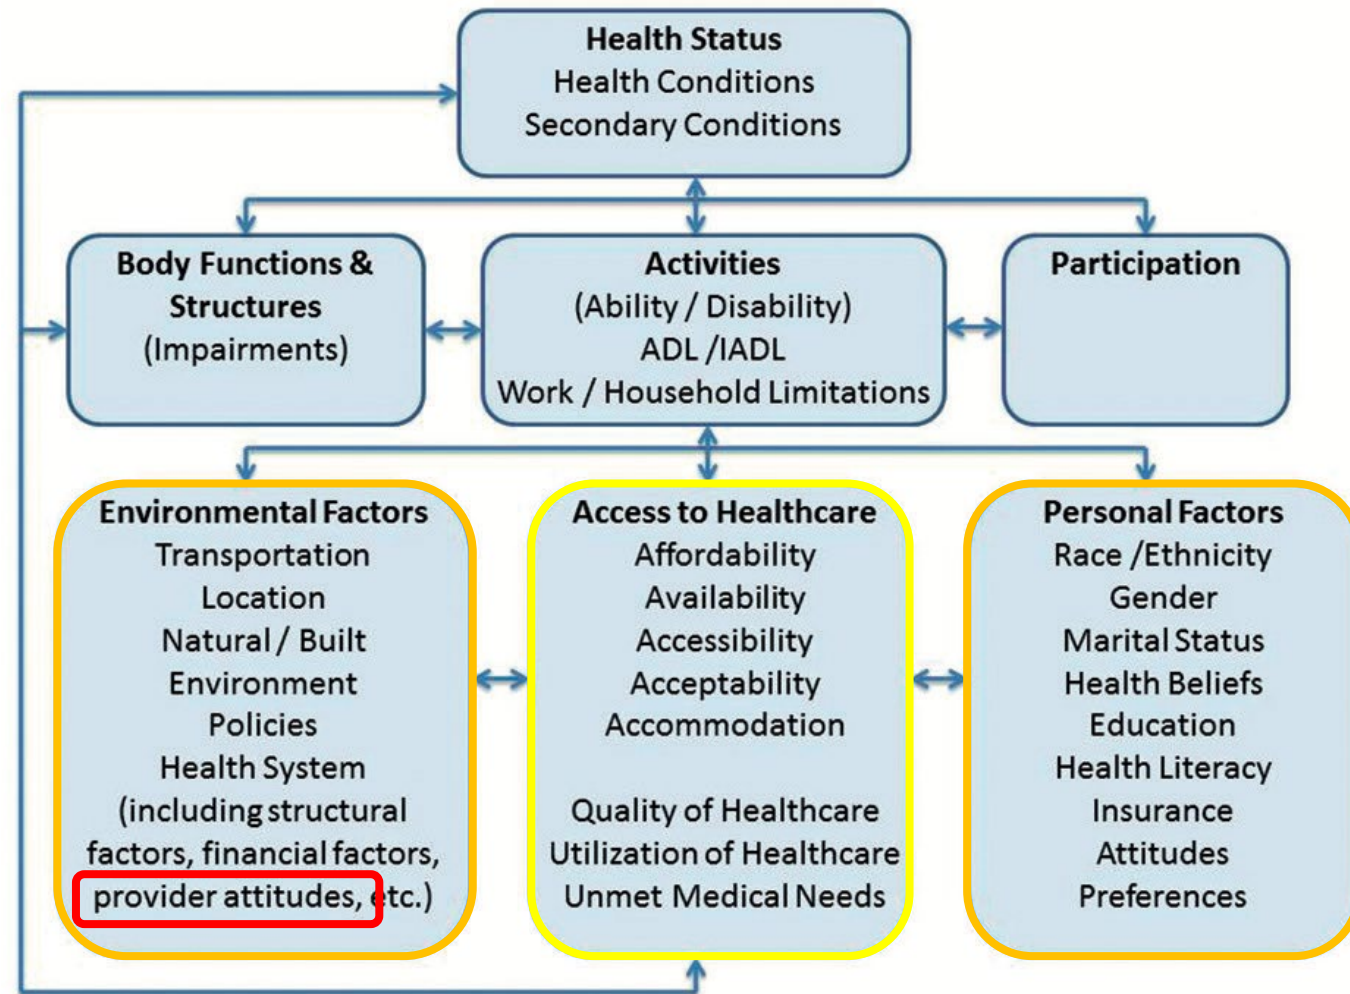 Health Status
Health Conditions
Secondary Conditions
Body Functions &
Structures
(Impairments)
Activities
(Ability / Disability)
ADL /IADL
Work / Household Limitations
Participation
Environmental Factors
Transportation
Location
Natural / Built
Environment
Policies
Health System
(including structural
factors, financial factors,
provider attitudes, etc.)
Access to Healthcare
Affordability
Availability
Accessibility
Acceptability
Accommodation
Quality of Healthcare
Utilization of Healthcare
Unmet Medical Needs
Personal Factors
Race /Ethnicity
Gender
Marital Status
Health Beliefs
Education
Health Literacy
Insurance
Attitudes
Preferences